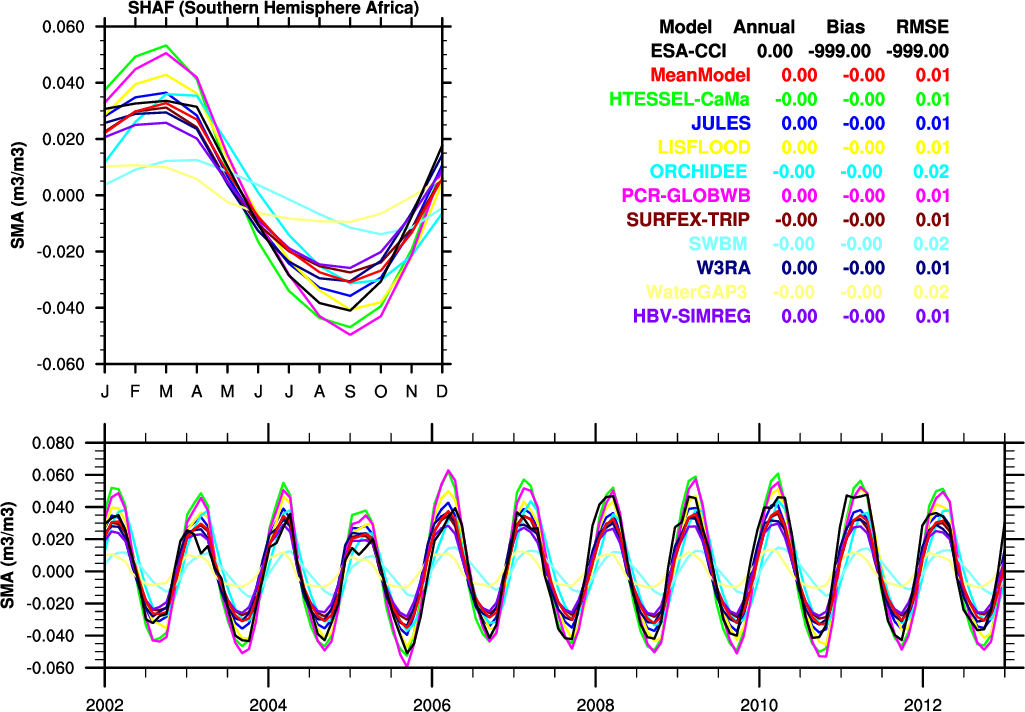 SHAF (Southern Hemisphere Africa)
SMA (m3/m3)
0.060
0.040
0.020
0.000
-0.020
-0.040
-0.060
J F M A M J J A S O N D
Model Annual Bias RMSE
ESA-CCI 0.00 -999.00 -999.00
MeanModel 0.00 -0.00 0.01
HTESSEL-CaMa -0.00 -0.00 0.01
JULES 0.00 -0.00 0.01
LISFLOOD 0.00 -0.00 0.01
ORCHIDEE -0.00 -0.00 0.02
PCR-GLOBWB 0.00 -0.00 0.01
SURFEX-TRIP -0.00 -0.00 0.01
SWBM -0.00 -0.00 0.02
W3RA 0.00 -0.00 0.01
WaterGAP3 -0.00 -0.00 0.02
HBV-SIMREG 0.00 -0.00 0.01
SMA (m3/m3)
0.080
0.060
0.040
0.020
0.000
-0.020
-0.040
-0.060
2002 2004 2006 2008 2010 2012